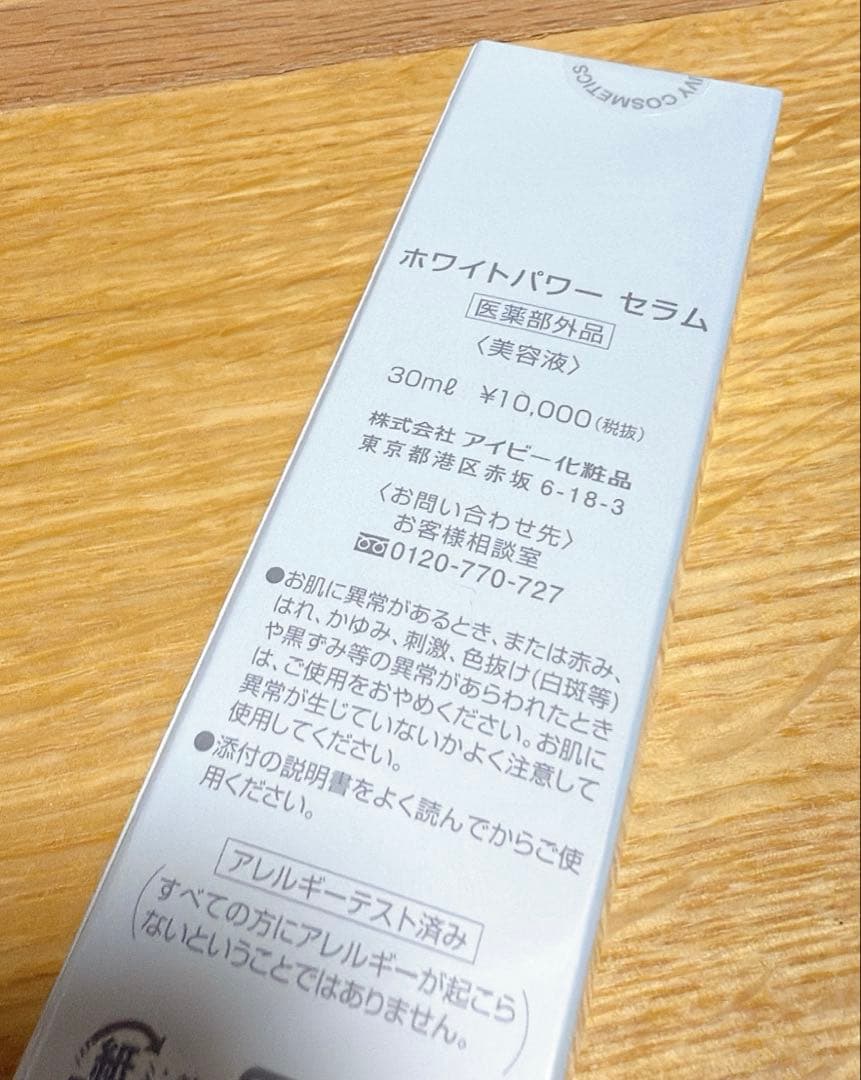 IVY COSMETICS
ホワイトパワー セラム
医薬部外品
〈美容液〉
30mℓ ¥10,000(税抜)
株式会社 アイビー化粧品
東京都港区赤坂 6-18-3
〈お問い合わせ先〉
お客様相談室
0120-770-727
●お肌に異常があるとき、または赤み、
はれ、かゆみ、刺激、色抜け(白斑等)
や黒ずみ等の異常があらわれたとき
は、ご使用をおやめください。お肌に
異常が生じていないかよく注意して
使用してください。
●添付の説明書をよく読んでからご使
用ください。
アレルギーテスト済み
(すべての方にアレルギーが起こら
ないということではありません。)
紙